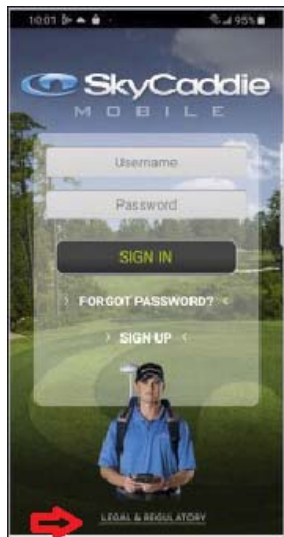 10:01 95%
SkyCaddie
MOBILE
Username
Password
SIGN IN
› FORGOT PASSWORD? ‹
› SIGN UP ‹
LEGAL & REGULATORY